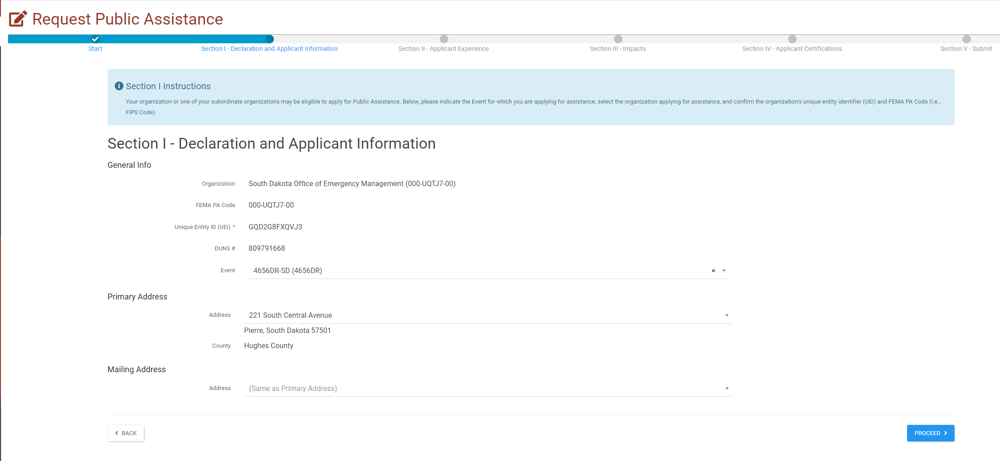 Request Public Assistance
Start
Section I - Declaration and Applicant Information
Section II - Applicant Experience
Section III - Impacts
Section IV - Applicant Certifications
Section V - Submit
Section I Instructions
Your organization or one of your subordinate organizations may be eligible to apply for Public Assistance. Below, please indicate the Event for which you are applying for assistance, select the organization applying for assistance, and confirm the organization's unique entity identifier (UEI) and FEMA PA Code (i.e.,
FIPS Code).
Section I - Declaration and Applicant Information
General Info
Organization South Dakota Office of Emergency Management (000-UQTJ7-00)
FEMA PA Code 000-UQTJ7-00
Unique Entity ID (UEI) * GQD2G8FXQVJ3
DUNS # 809791668
Event 4656DR-SD (4656DR) ×
Primary Address
Address 221 South Central Avenue
Pierre, South Dakota 57501
County Hughes County
Mailing Address
Address (Same as Primary Address)
BACK
PROCEED